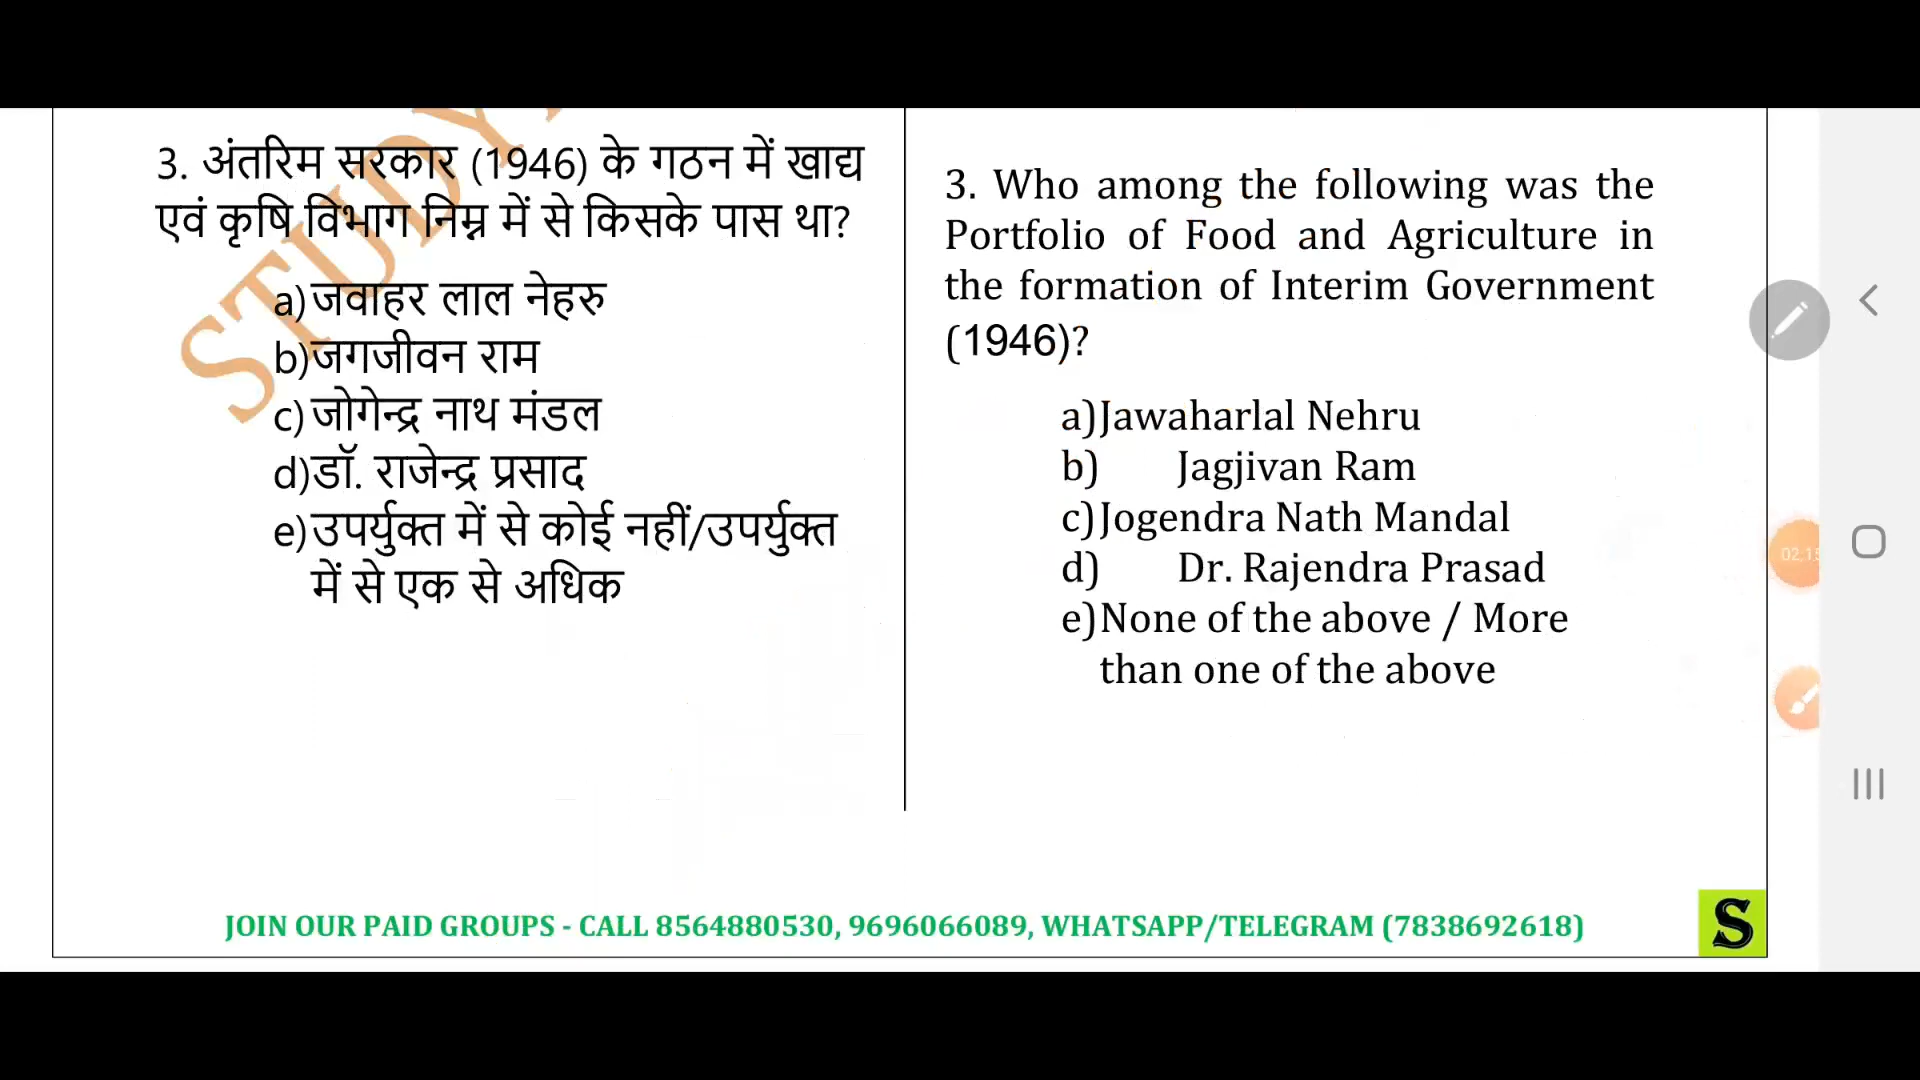 3. अंतरिम सरकार (1946) के गठन में खाद्य
एवं कृषि विभाग निम्न में से किसके पास था?
a) जवाहर लाल नेहरु
b) जगजीवन राम
c) जोगेन्द्र नाथ मंडल
d) डॉ. राजेन्द्र प्रसाद
e) उपर्युक्त में से कोई नहीं/उपर्युक्त
में से एक से अधिक
3. Who among the following was the
Portfolio of Food and Agriculture in
the formation of Interim Government
(1946)?
a) Jawaharlal Nehru
b) Jagjivan Ram
c) Jogendra Nath Mandal
d) Dr. Rajendra Prasad
e) None of the above / More
than one of the above
STUDY
02:15
JOIN OUR PAID GROUPS - CALL 8564880530, 9696066089, WHATSAPP/TELEGRAM (7838692618)
S